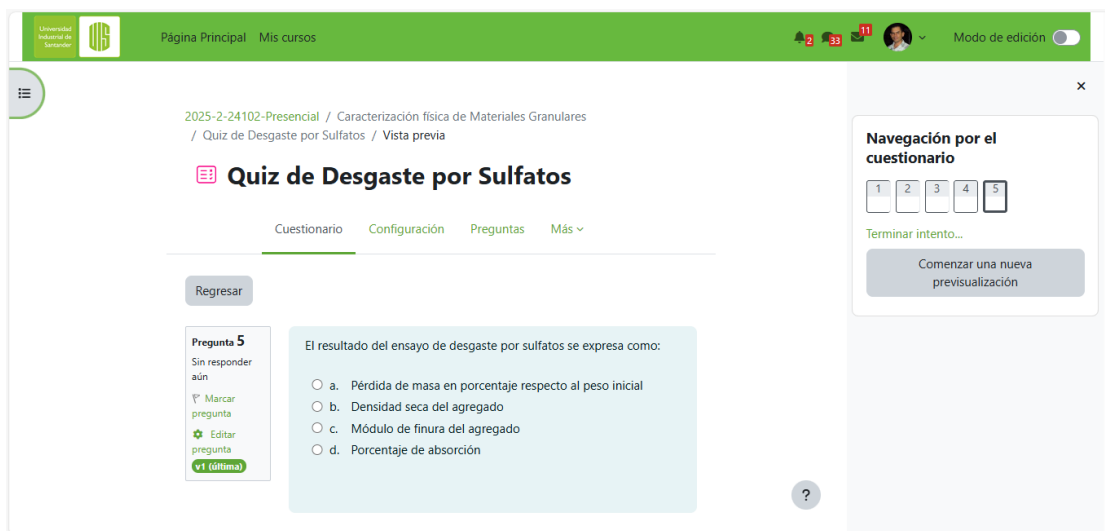 Universidad
Industrial de
Santander
UIS
Página Principal Mis cursos
2 33 11
Modo de edición
2025-2-24102-Presencial / Caracterización física de Materiales Granulares
/ Quiz de Desgaste por Sulfatos / Vista previa
Quiz de Desgaste por Sulfatos
Cuestionario Configuración Preguntas Más
Regresar
Pregunta 5
Sin responder
aún
Marcar
pregunta
Editar
pregunta
v1 (última)
El resultado del ensayo de desgaste por sulfatos se expresa como:
a. Pérdida de masa en porcentaje respecto al peso inicial
b. Densidad seca del agregado
c. Módulo de finura del agregado
d. Porcentaje de absorción
×
Navegación por el
cuestionario
1 2 3 4 5
Terminar intento...
Comenzar una nueva
previsualización
?